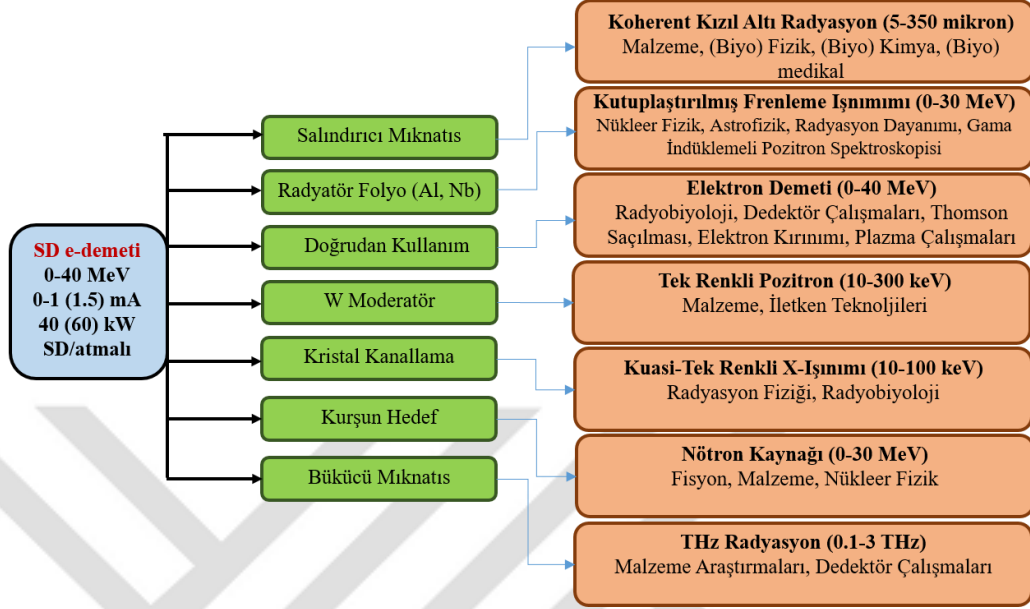 SD e-demeti
0-40 MeV
0-1 (1.5) mA
40 (60) kW
SD/atmalı
Salındırıcı Mıknatıs
Radyatör Folyo (Al, Nb)
Doğrudan Kullanım
W Moderatör
Kristal Kanallama
Kurşun Hedef
Bükücü Mıknatıs
Koherent Kızıl Altı Radyasyon (5-350 mikron)
Malzeme, (Biyo) Fizik, (Biyo) Kimya, (Biyo)
medikal
Kutuplaştırılmış Frenleme Işnımımı (0-30 MeV)
Nükleer Fizik, Astrofizik, Radyasyon Dayanımı, Gama
İndüklemeli Pozitron Spektroskopisi
Elektron Demeti (0-40 MeV)
Radyobiyoloji, Dedektör Çalışmaları, Thomson
Saçılması, Elektron Kırınımı, Plazma Çalışmaları
Tek Renkli Pozitron (10-300 keV)
Malzeme, İletken Teknoljileri
Kuasi-Tek Renkli X-Işınımı (10-100 keV)
Radyasyon Fiziği, Radyobiyoloji
Nötron Kaynağı (0-30 MeV)
Fisyon, Malzeme, Nükleer Fizik
THz Radyasyon (0.1-3 THz)
Malzeme Araştırmaları, Dedektör Çalışmaları